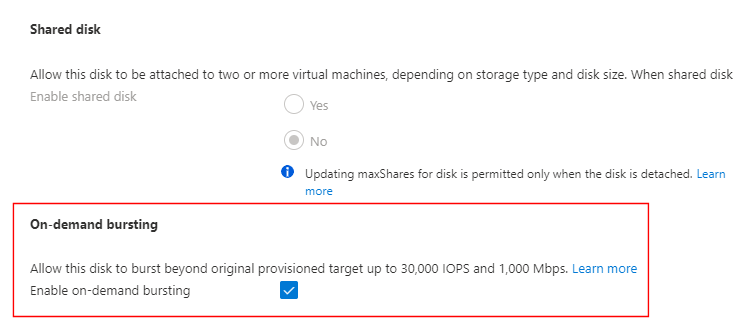 Shared disk
Allow this disk to be attached to two or more virtual machines, depending on storage type and disk size. When shared disk
Enable shared disk
Yes
No
Updating maxShares for disk is permitted only when the disk is detached. Learn
more
On-demand bursting
Allow this disk to burst beyond original provisioned target up to 30,000 IOPS and 1,000 Mbps. Learn more
Enable on-demand bursting